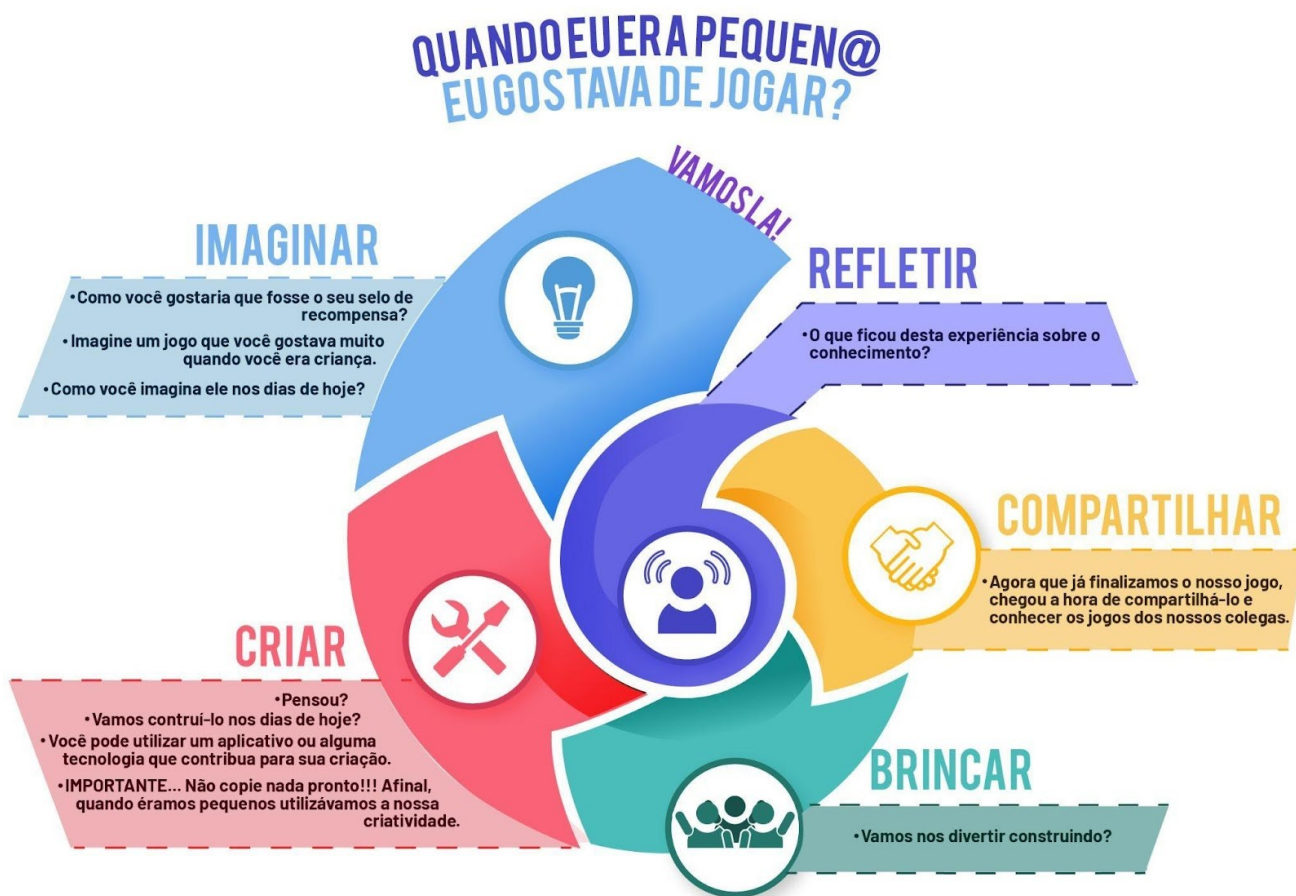 QUANDO EU ERA PEQUEN@
EU GOSTAVA DE JOGAR?
VAMOS LA!
IMAGINAR
•Como você gostaria que fosse o seu selo de
recompensa?
•Imagine um jogo que você gostava muito
quando você era criança.
•Como você imagina ele nos dias de hoje?
CRIAR
•Pensou?
•Vamos contruí-lo nos dias de hoje?
•Você pode utilizar um aplicativo ou alguma
tecnologia que contribua para sua criação.
•IMPORTANTE... Não copie nada pronto!!! Afinal,
quando éramos pequenos utilizávamos a nossa
criatividade.
BRINCAR
•Vamos nos divertir construindo?
COMPARTILHAR
•Agora que já finalizamos o nosso jogo,
chegou a hora de compartilhá-lo e
conhecer os jogos dos nossos colegas.
REFLETIR
•O que ficou desta experiência sobre o
conhecimento?